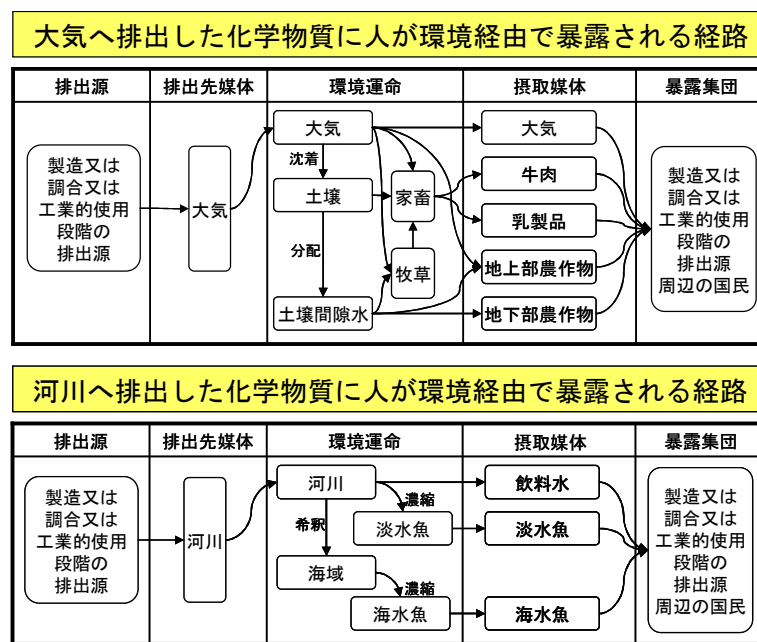 大気へ排出した化学物質に人が環境経由で暴露される経路
排出源
排出先媒体
環境運命
摂取媒体
暴露集団
製造又は
調合又は
工業的使用
段階の
排出源
大気
大気
沈着
土壌
分配
土壌間隙水
家畜
牧草
大気
牛肉
乳製品
地上部農作物
地下部農作物
製造又は
調合又は
工業的使用
段階の
排出源
周辺の国民
河川へ排出した化学物質に人が環境経由で暴露される経路
排出源
排出先媒体
環境運命
摂取媒体
暴露集団
製造又は
調合又は
工業的使用
段階の
排出源
河川
河川
濃縮
希釈
淡水魚
海域
濃縮
海水魚
飲料水
淡水魚
海水魚
製造又は
調合又は
工業的使用
段階の
排出源
周辺の国民